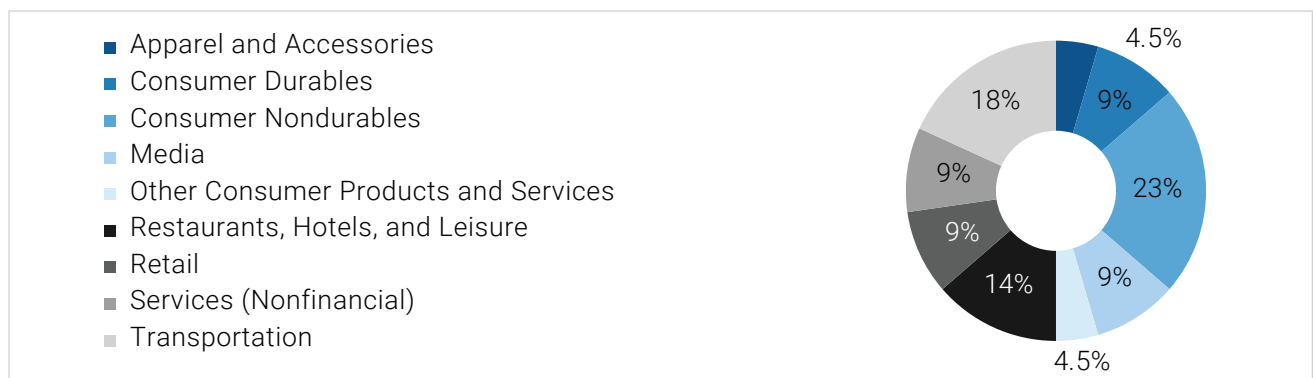 Apparel and Accessories
Consumer Durables
Consumer Nondurables
Media
Other Consumer Products and Services
Restaurants, Hotels, and Leisure
Retail
Services (Nonfinancial)
Transportation
4.5%
9%
23%
9%
4.5%
14%
9%
9%
18%